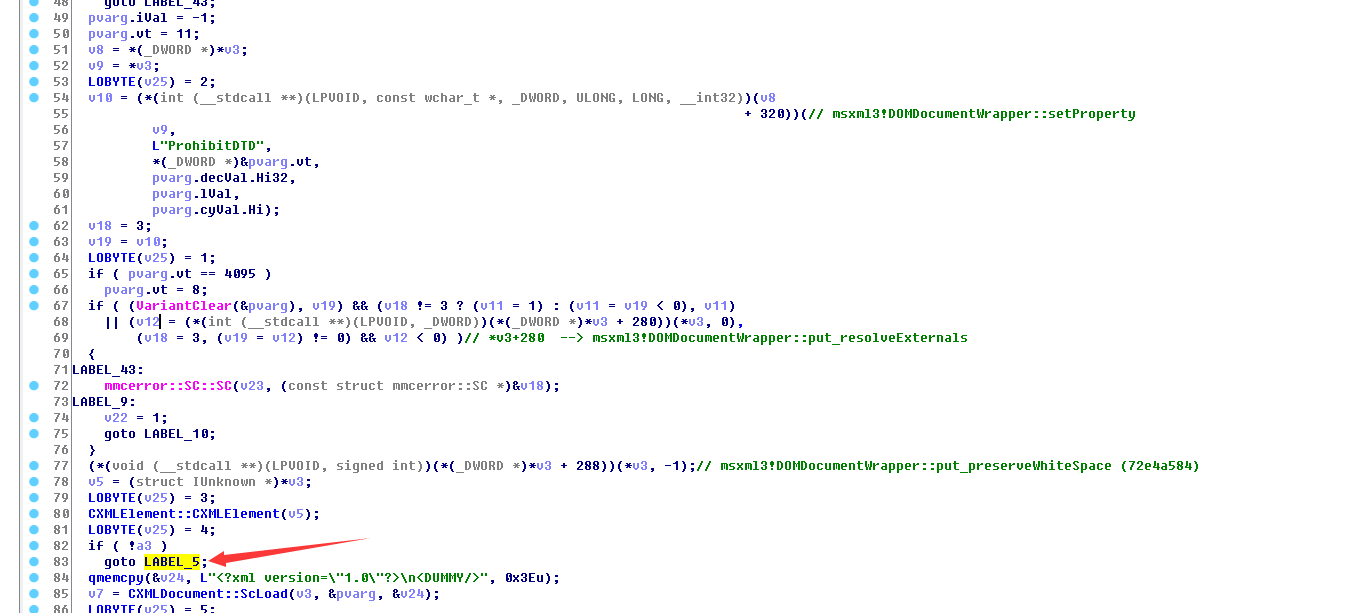 48 goto LABEL_43;
49 pvarg.iVal = -1;
50 pvarg.vt = 11;
51 v8 = *(_DWORD *)*v3;
52 v9 = *v3;
53 LOBYTE(v25) = 2;
54 v10 = (*(int (__stdcall **)(LPVOID, const wchar_t *, _DWORD, ULONG, LONG, __int32))(v8
55 + 320))(// msxml3!DOMDocumentWrapper::setProperty
56 v9,
57 L"ProhibitDTD",
58 *(_DWORD *)&pvarg.vt,
59 pvarg.decVal.Hi32,
60 pvarg.lVal,
61 pvarg.cyVal.Hi);
62 v18 = 3;
63 v19 = v10;
64 LOBYTE(v25) = 1;
65 if ( pvarg.vt == 4095 )
66 pvarg.vt = 8;
67 if ( (VariantClear(&pvarg), v19) && (v18 != 3 ? (v11 = 1) : (v11 = v19 < 0), v11)
68 || (v12 = (*(int (__stdcall **)(LPVOID, _DWORD))(*(_DWORD *)*v3 + 280))(*v3, 0),
69 (v18 = 3, (v19 = v12) != 0) && v12 < 0) )// *v3+280 --> msxml3!DOMDocumentWrapper::put_resolveExternals
70 {
71 LABEL_43:
72 mmcerror::SC::SC(v23, (const struct mmcerror::SC *)&v18);
73 LABEL_9:
74 v22 = 1;
75 goto LABEL_10;
76 }
77 (*(void (__stdcall **)(LPVOID, signed int))(*(_DWORD *)*v3 + 288))(*v3, -1);// msxml3!DOMDocumentWrapper::put_preserveWhiteSpace (72e4a584)
78 v5 = (struct IUnknown *)*v3;
79 LOBYTE(v25) = 3;
80 CXMLElement::CXMLElement(v5);
81 LOBYTE(v25) = 4;
82 if ( !a3 )
83 goto LABEL_5;
84 qmemcpy(&v24, L"<?xml version=\"1.0\"?>\n<DUMMY/>", 0x3Eu);
85 v7 = CXMLDocument::ScLoad(v3, &pvarg, &v24);
86 LOBYTE(v25) = 5;